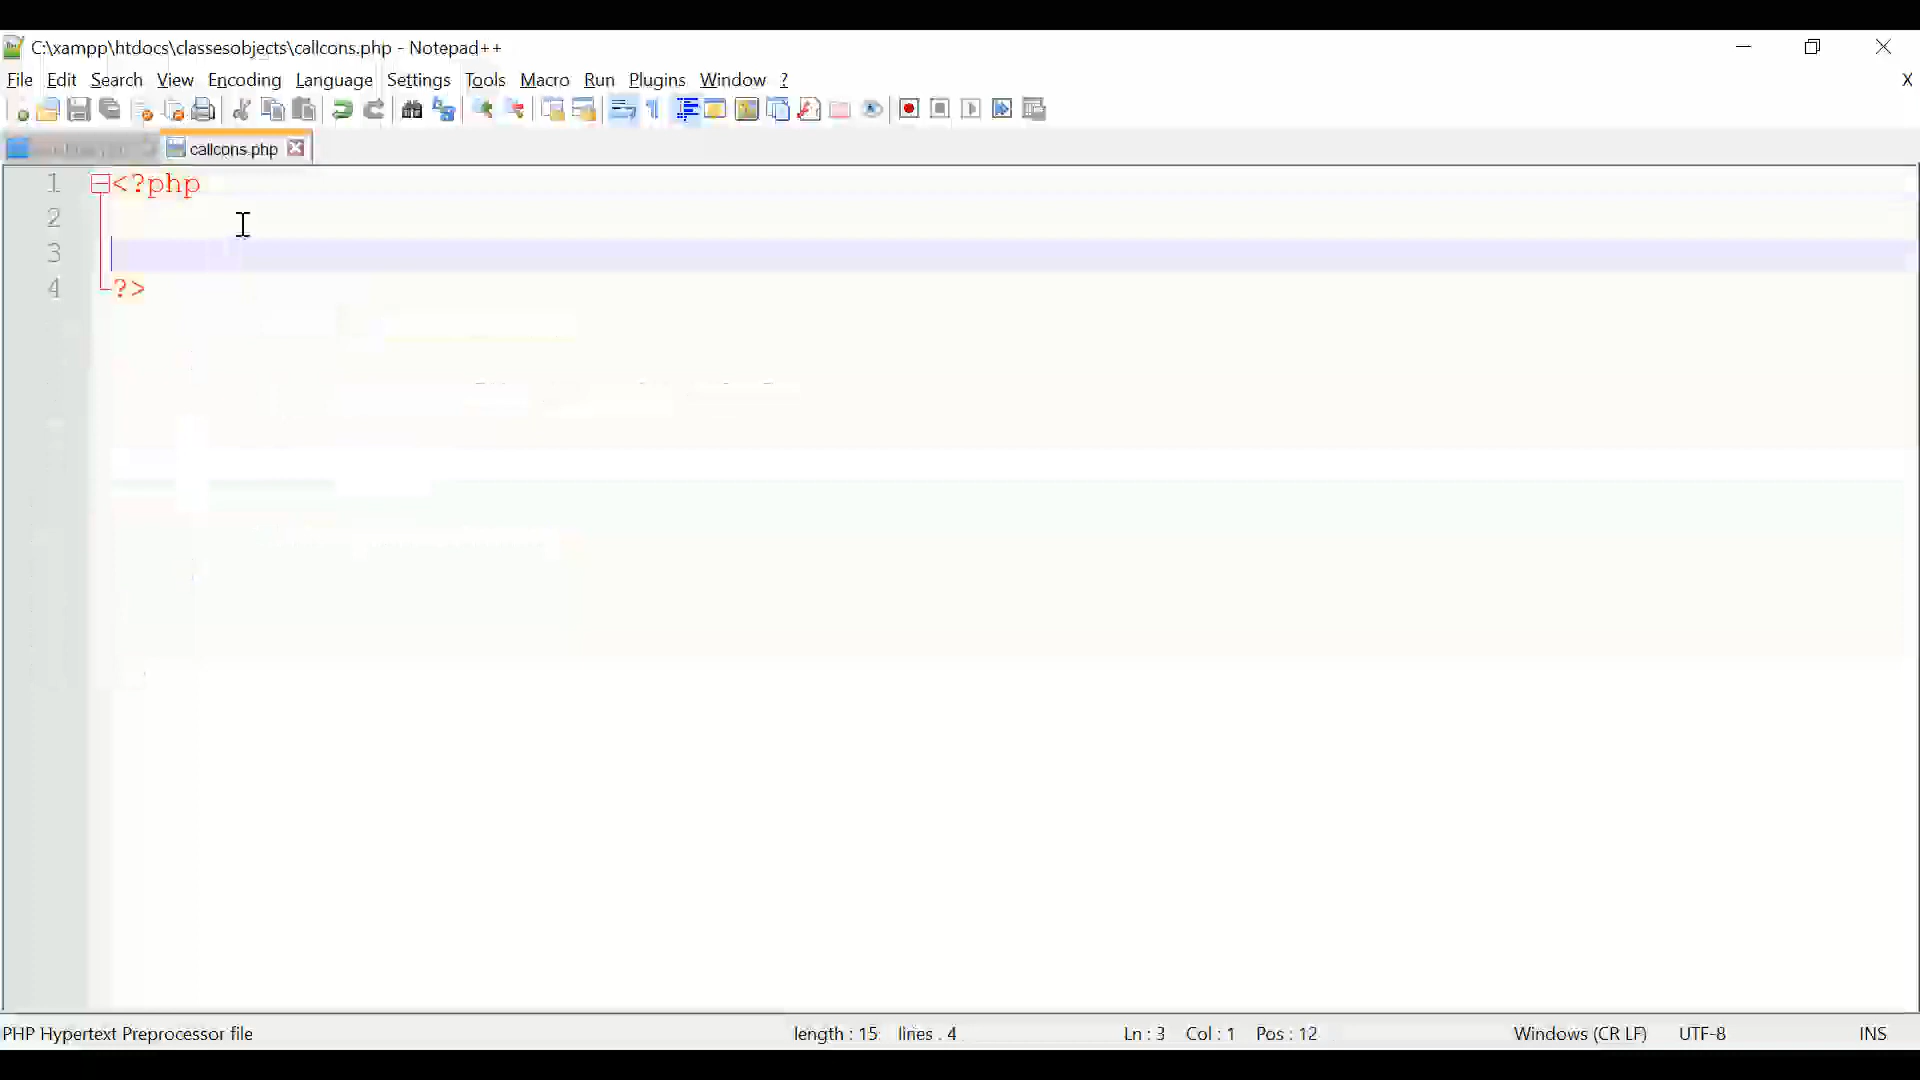 C:\xampp\htdocs\classesobjects\callcons.php - Notepad++
File Edit Search View Encoding Language Settings Tools Macro Run Plugins Window ? X
callcons.php
1 <?php
2
3
4 ?>
PHP Hypertext Preprocessor file length : 15 lines : 4 Ln : 3 Col : 1 Pos : 12 Windows (CR LF) UTF-8 INS